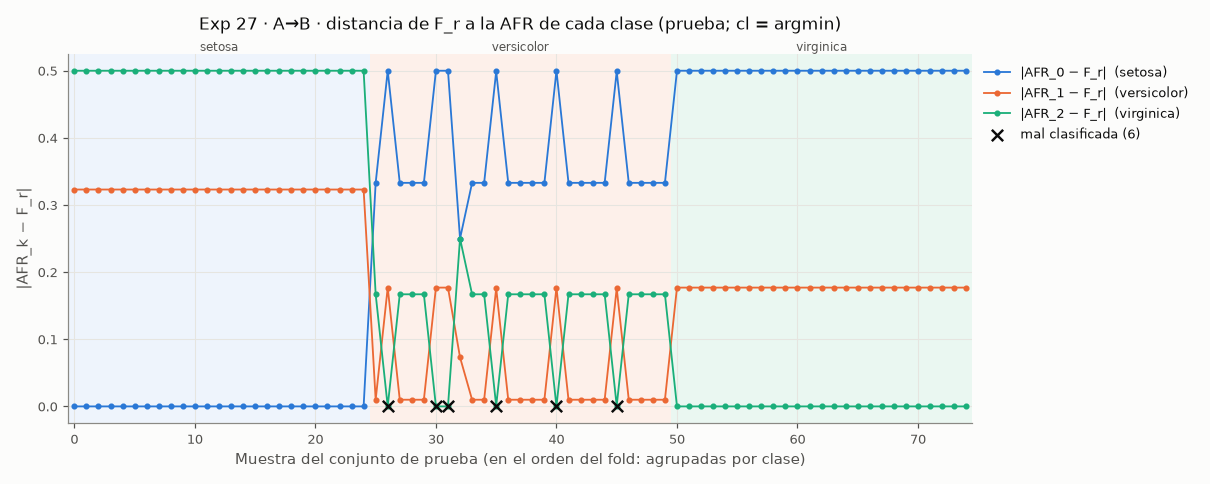 Exp 27 · A→B · distancia de F_r a la AFR de cada clase (prueba; cl = argmin)
setosa versicolor virginica
|AFR_0 − F_r| (setosa)
|AFR_1 − F_r| (versicolor)
|AFR_2 − F_r| (virginica)
mal clasificada (6)
|AFR_k − F_r|
0.5
0.4
0.3
0.2
0.1
0.0
0 10 20 30 40 50 60 70
Muestra del conjunto de prueba (en el orden del fold: agrupadas por clase)